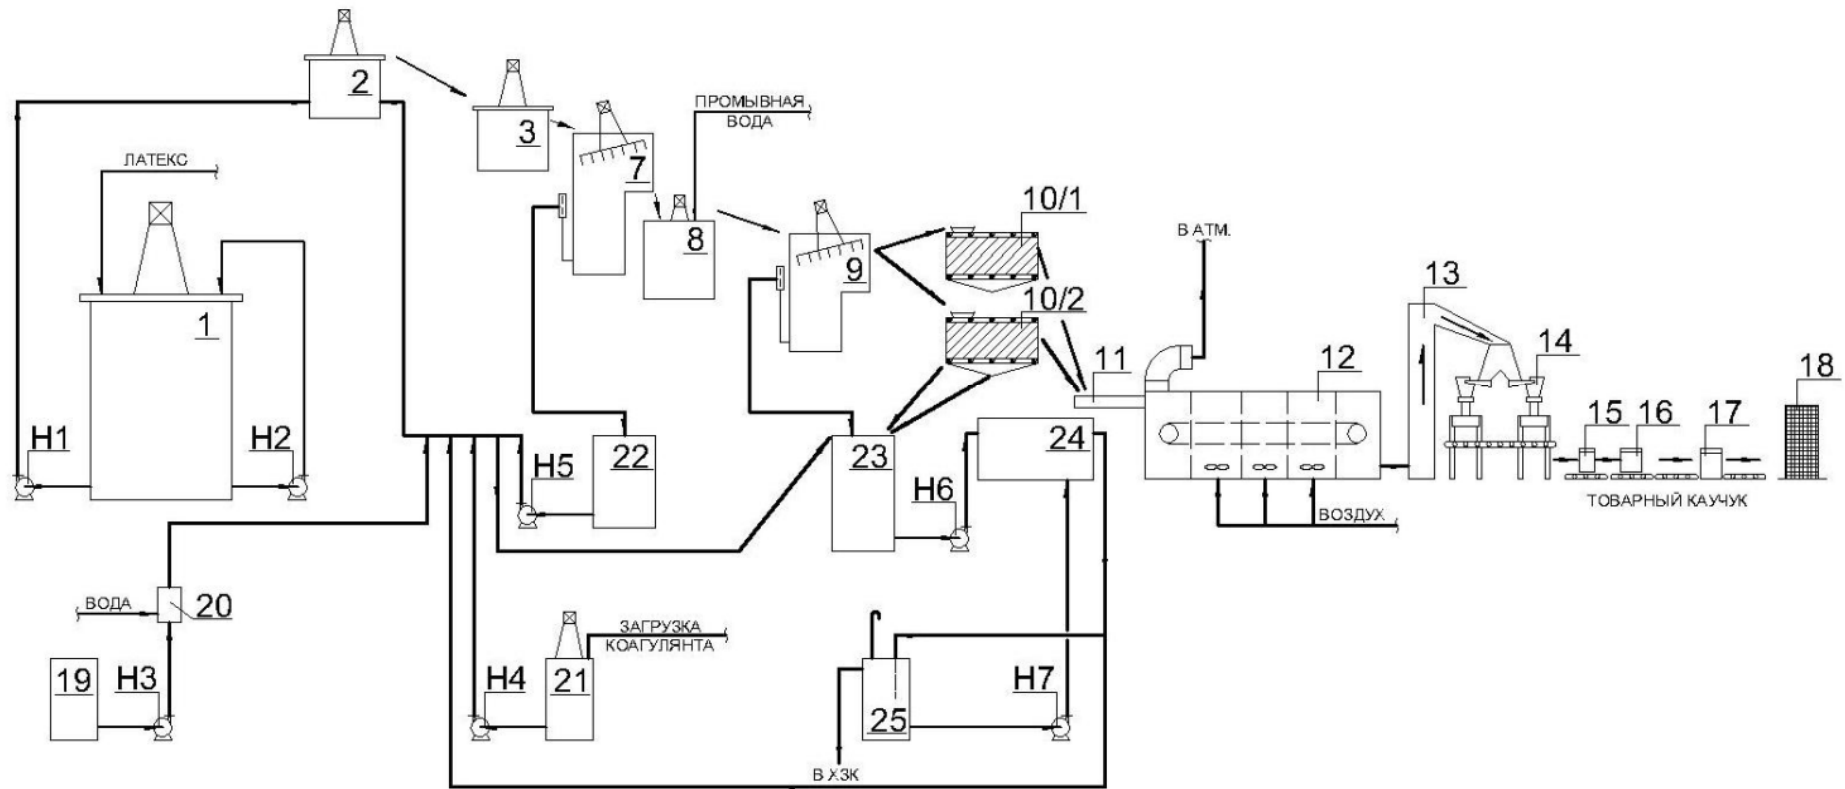 2
3
ПРОМЫВНАЯ
ВОДА
7
8
9
10/1
10/2
ЛАТЕКС
1
Н1
Н2
В АТМ.
11
12
13
14
15
16
17
18
ТОВАРНЫЙ КАУЧУК
ВОЗДУХ
Н5
22
23
Н6
24
ВОДА
20
19
Н3
Н4
21
ЗАГРУЗКА
КОАГУЛЯНТА
25
Н7
В ХЗК